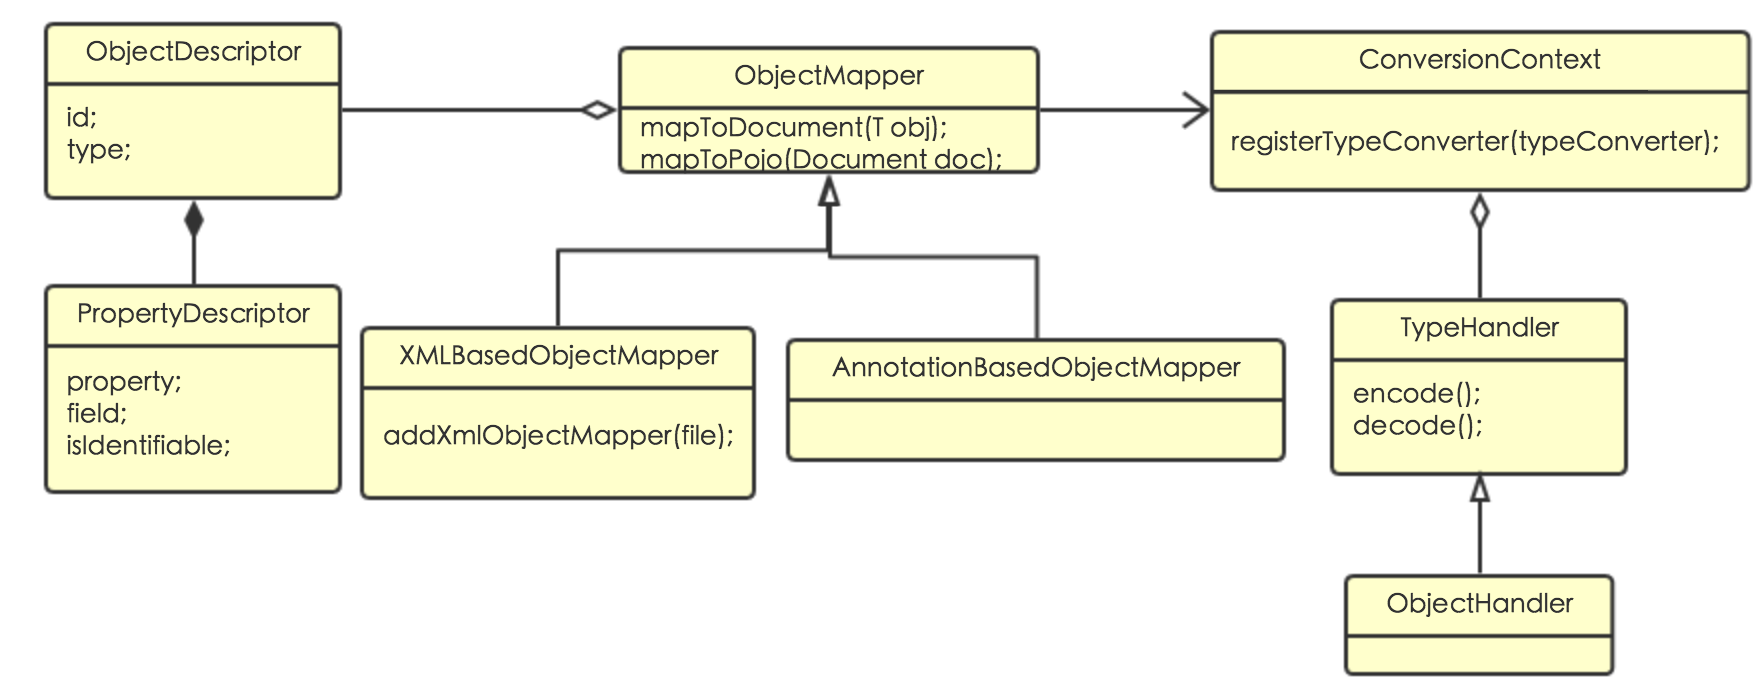 ObjectDescriptor
id;
type;
ObjectMapper
mapToDocument(T obj);
mapToPojo(Document doc);
ConversionContext
registerTypeConverter(typeConverter);
PropertyDescriptor
property;
field;
isIdentifiable;
XMLBasedObjectMapper
addXmlObjectMapper(file);
AnnotationBasedObjectMapper
TypeHandler
encode();
decode();
ObjectHandler